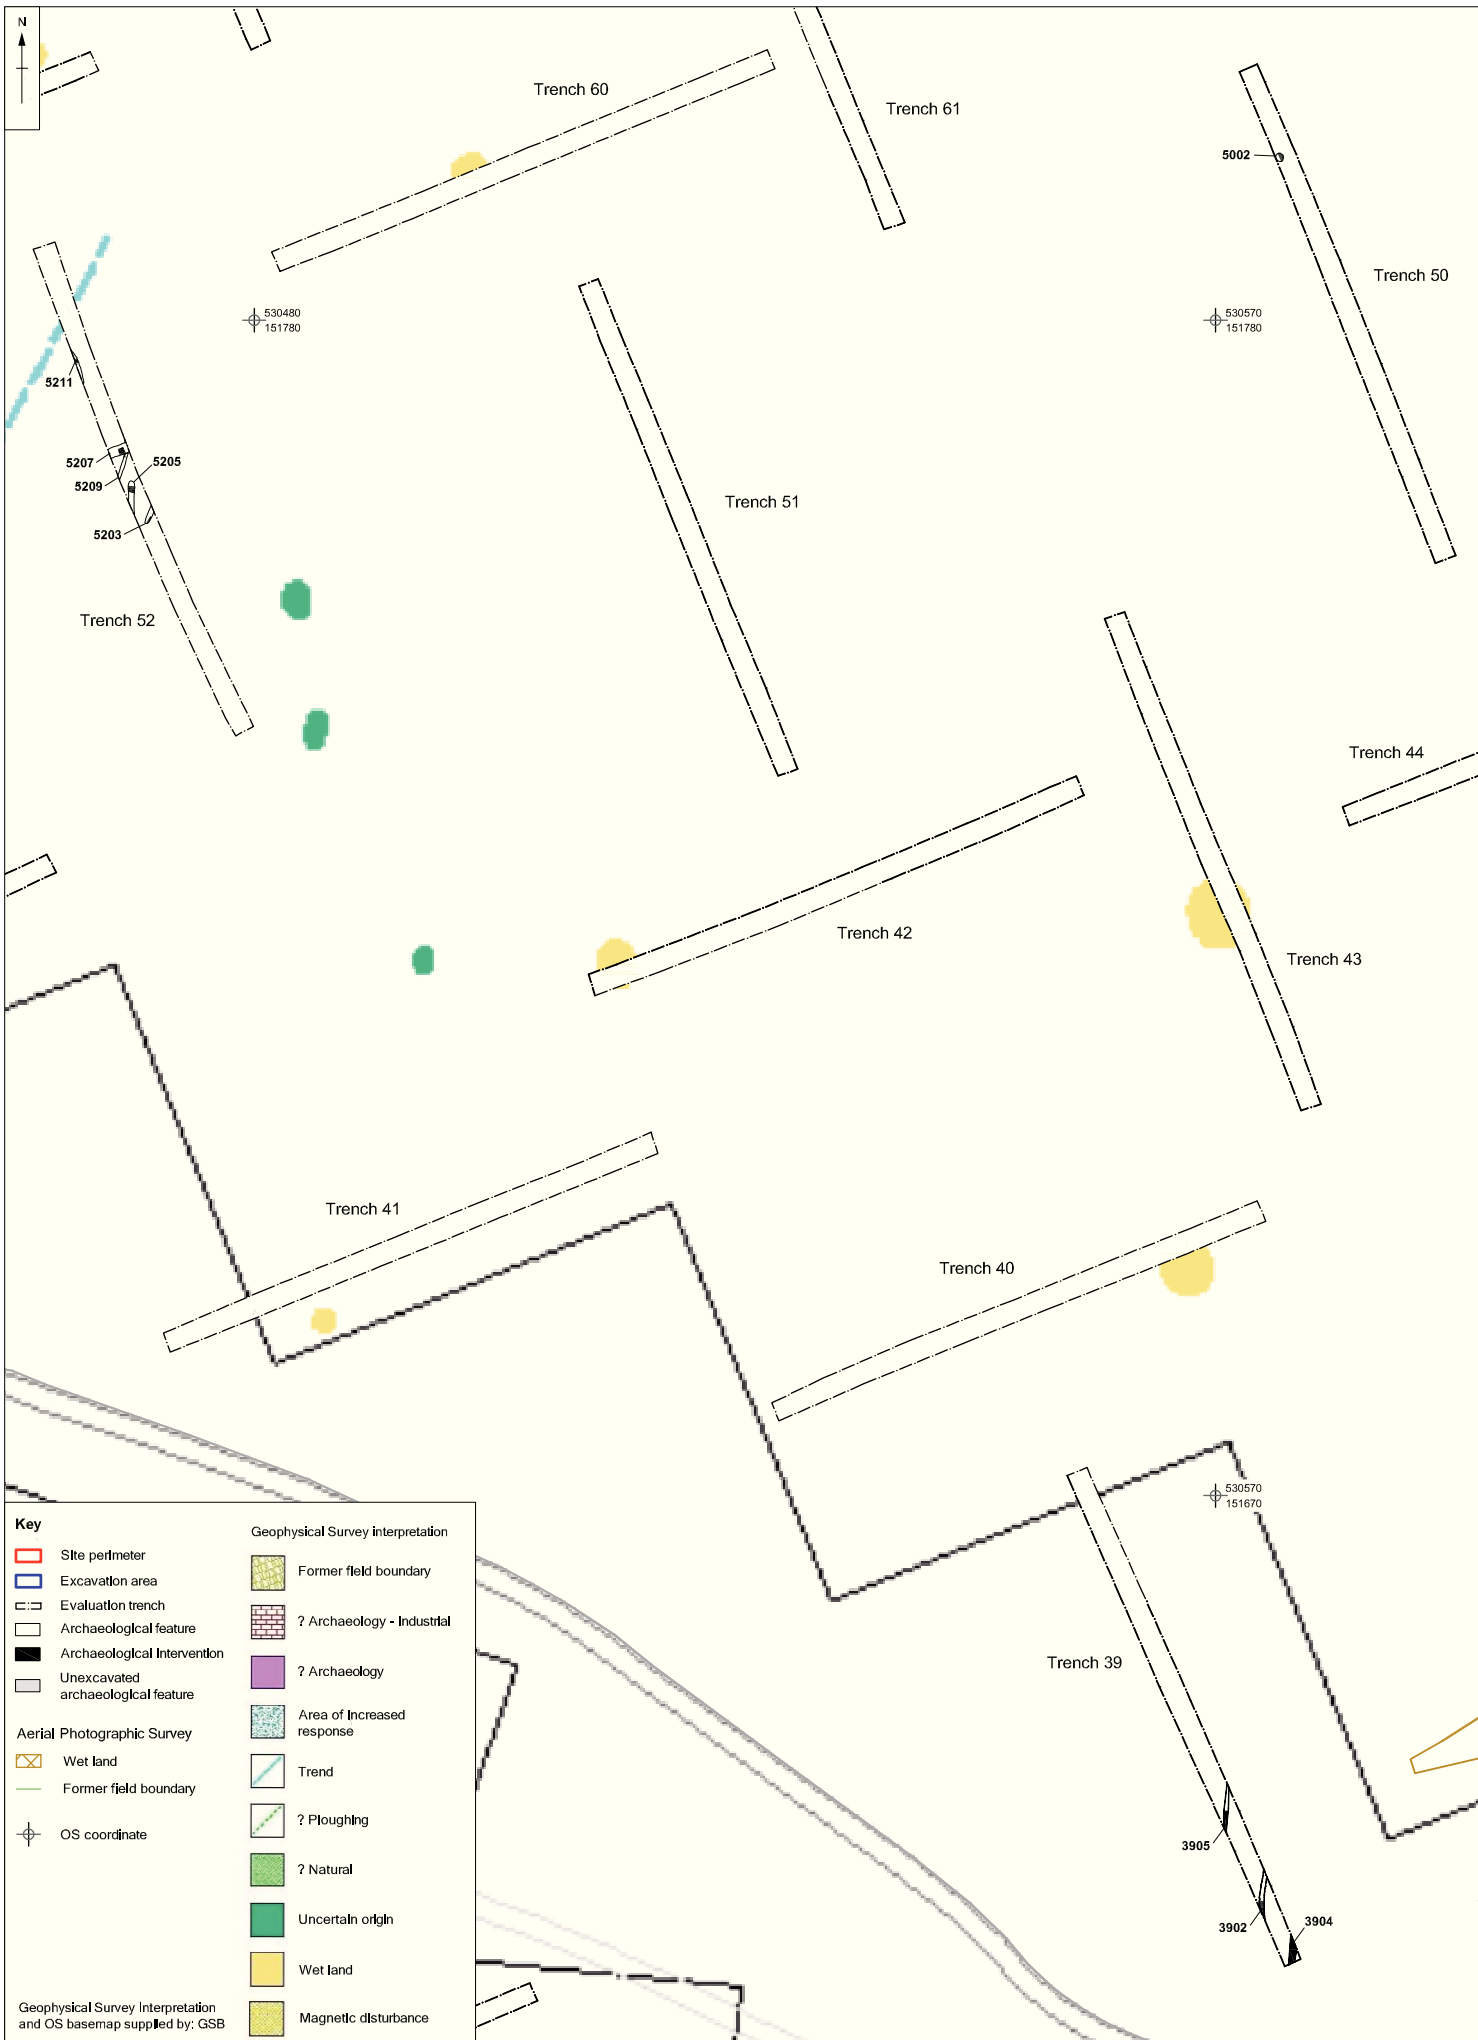 N
Trench 60
Trench 61
5002
Trench 50
530480
151780
530570
151780
5211
5207
5205
5209
5203
Trench 51
Trench 52
Trench 44
Trench 42
Trench 43
Trench 41
Trench 40
530570
151670
Trench 39
3905
3902
3904
Key
Site perimeter
Excavation area
Evaluation trench
Archaeological feature
Archaeological Intervention
Unexcavated
archaeological feature
Aerial Photographic Survey
Wet land
Former field boundary
OS coordinate
Geophysical Survey Interpretation
and OS basemap supplied by: GSB
Geophysical Survey interpretation
Former field boundary
? Archaeology - Industrial
? Archaeology
Area of Increased
response
Trend
? Ploughing
? Natural
Uncertain origin
Wet land
Magnetic disturbance